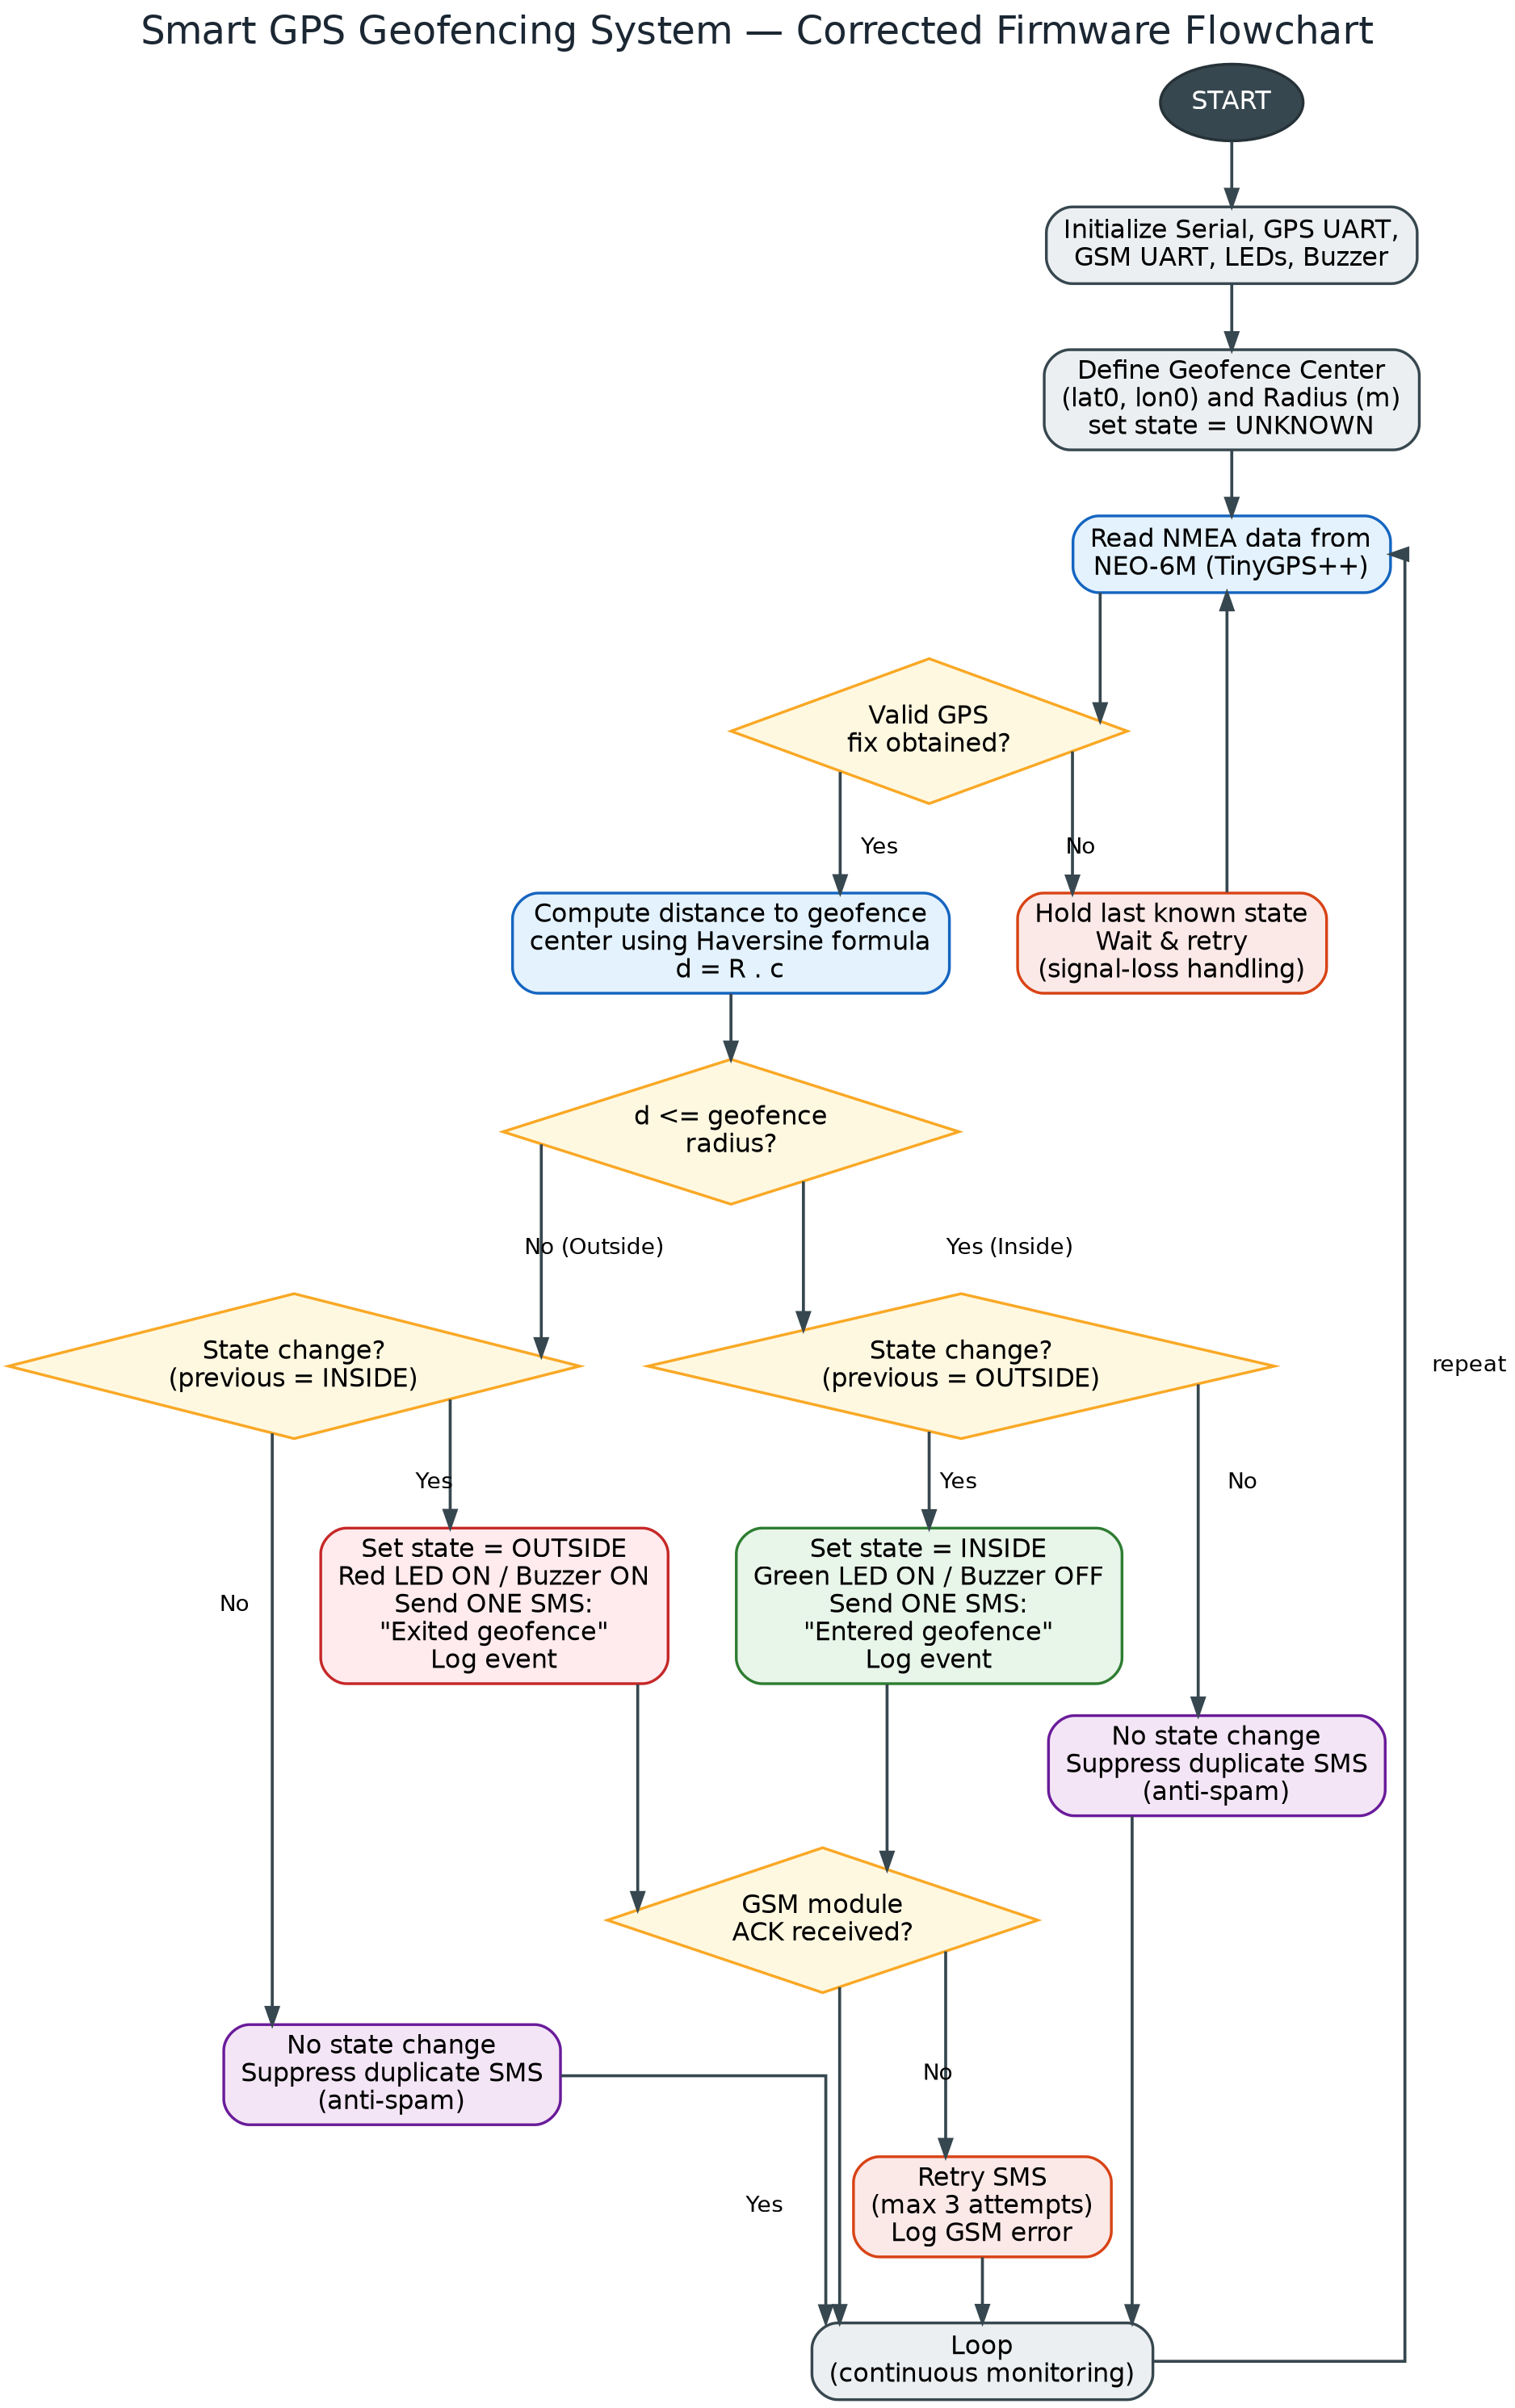 Smart GPS Geofencing System — Corrected Firmware Flowchart
START
Initialize Serial, GPS UART,
GSM UART, LEDs, Buzzer
Define Geofence Center
(lat0, lon0) and Radius (m)
set state = UNKNOWN
Read NMEA data from
NEO-6M (TinyGPS++)
Valid GPS
fix obtained?
Yes
No
Compute distance to geofence
center using Haversine formula
d = R . c
Hold last known state
Wait & retry
(signal-loss handling)
d <= geofence
radius?
No (Outside)
Yes (Inside)
State change?
(previous = INSIDE)
State change?
(previous = OUTSIDE)
repeat
Yes
Yes
No
No
Set state = OUTSIDE
Red LED ON / Buzzer ON
Send ONE SMS:
"Exited geofence"
Log event
Set state = INSIDE
Green LED ON / Buzzer OFF
Send ONE SMS:
"Entered geofence"
Log event
No state change
Suppress duplicate SMS
(anti-spam)
GSM module
ACK received?
No state change
Suppress duplicate SMS
(anti-spam)
No
Yes
Retry SMS
(max 3 attempts)
Log GSM error
Loop
(continuous monitoring)